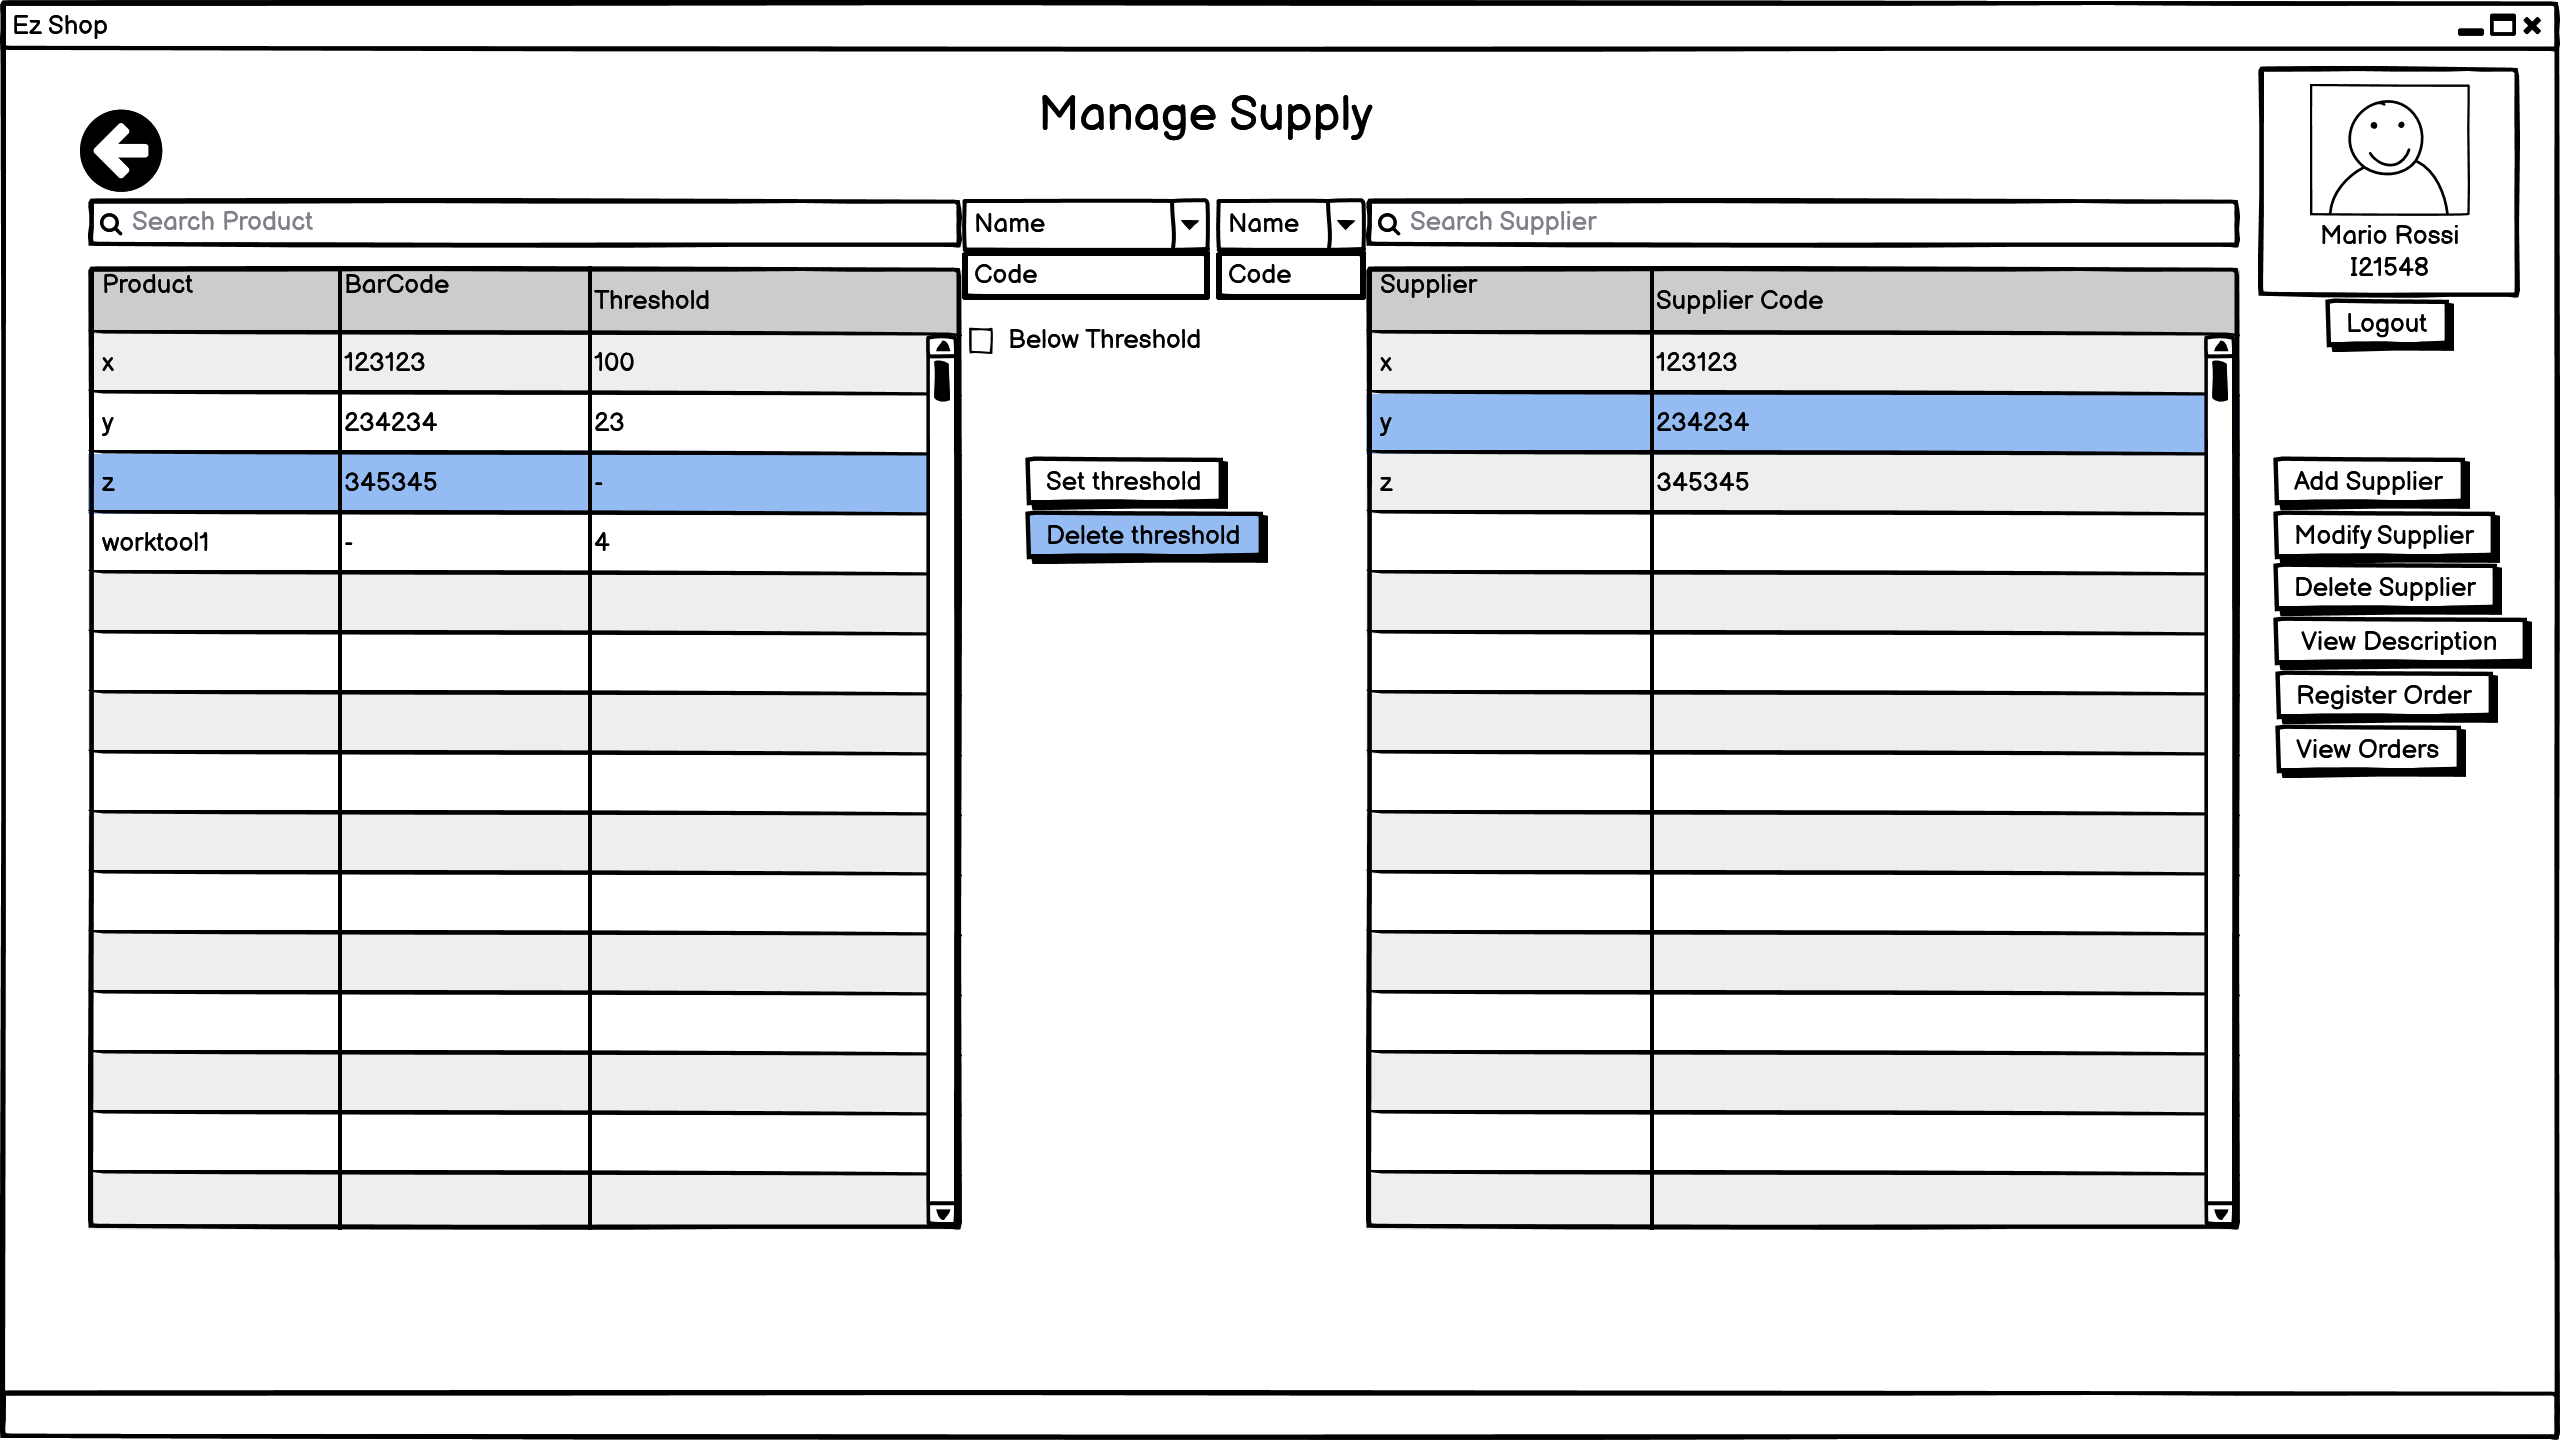 Ez Shop
Manage Supply
Mario Rossi
I21548
Logout
Search Product
Name
Code
Name
Code
Search Supplier
Below Threshold
Product BarCode Threshold
x 123123 100
y 234234 23
z 345345 -
worktool1 - 4
Set threshold
Delete threshold
Supplier Supplier Code
x 123123
y 234234
z 345345
Add Supplier
Modify Supplier
Delete Supplier
View Description
Register Order
View Orders